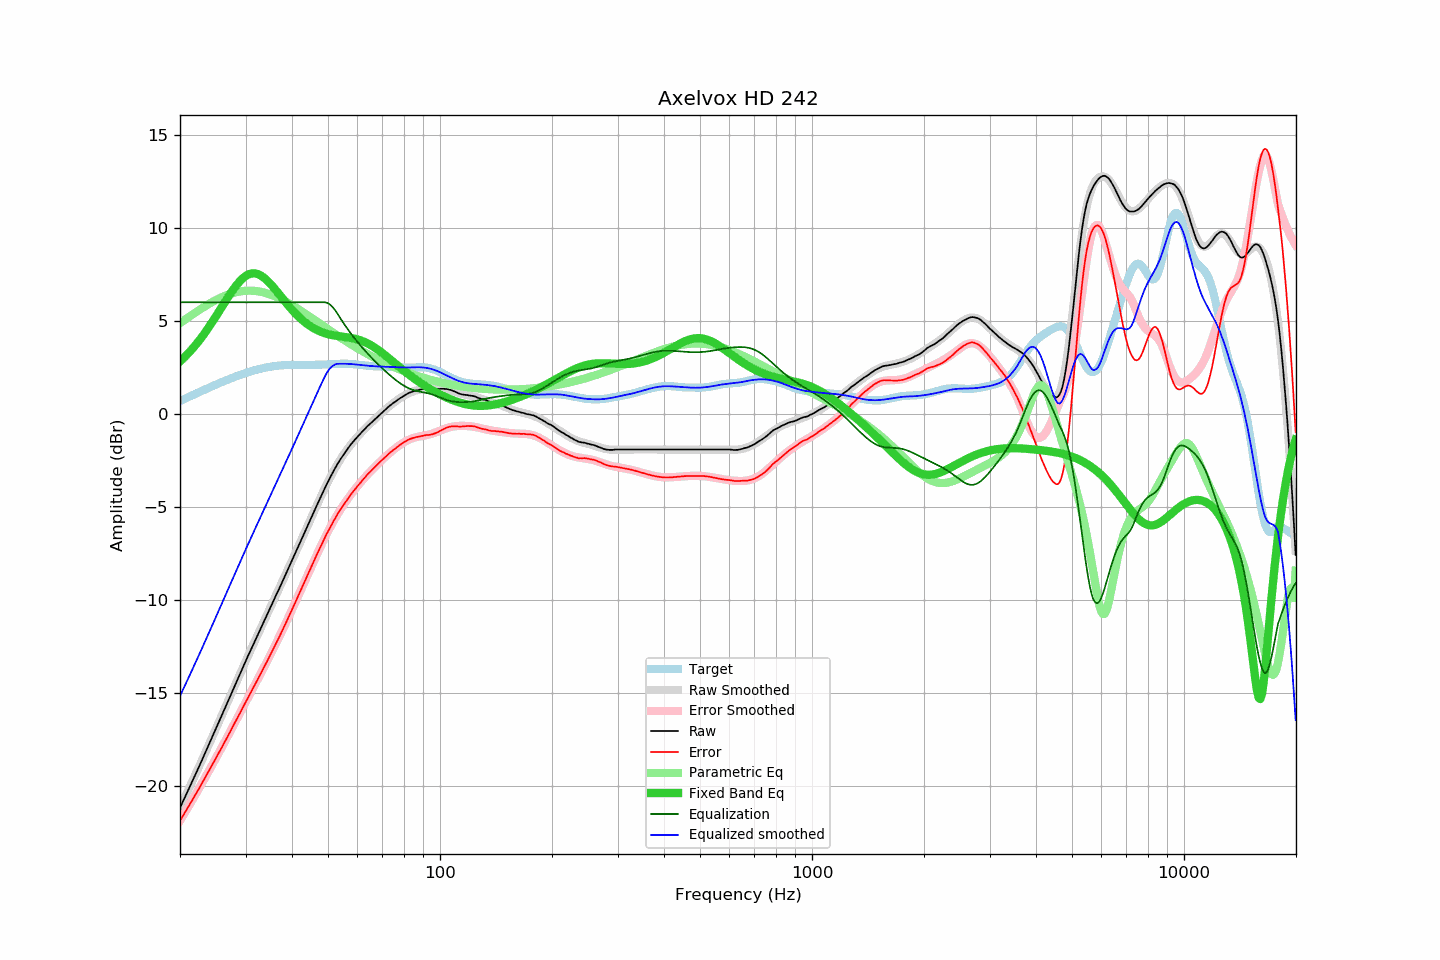 Axelvox HD 242
15
10
5
0
−5
−10
−15
−20
Amplitude (dBr)
100
1000
10000
Frequency (Hz)
Target
Raw Smoothed
Error Smoothed
Raw
Error
Parametric Eq
Fixed Band Eq
Equalization
Equalized smoothed